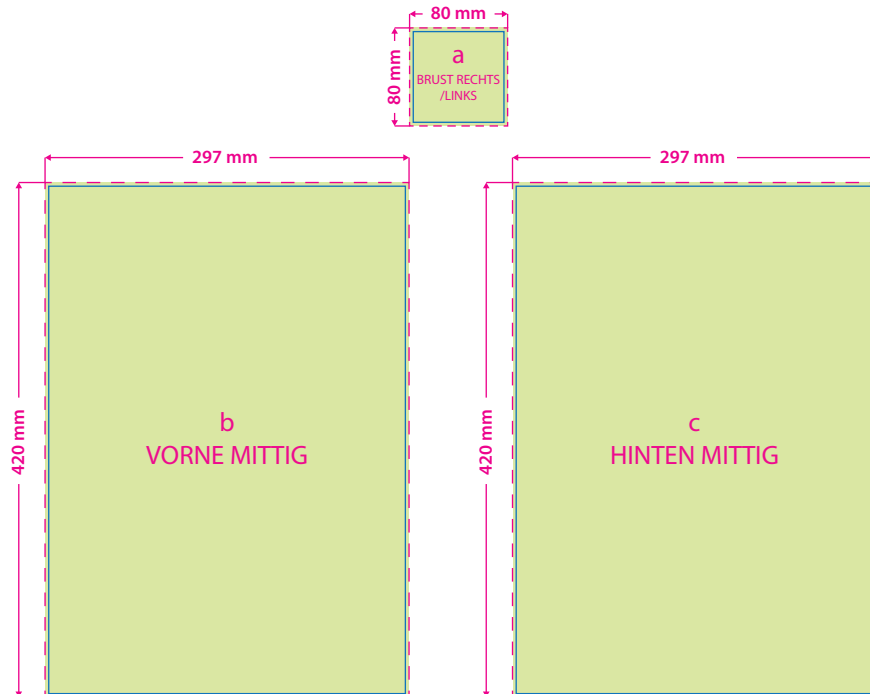 80 mm
80 mm
a
BRUST RECHTS
/LINKS
297 mm
297 mm
420 mm
b
VORNE MITTIG
420 mm
c
HINTEN MITTIG